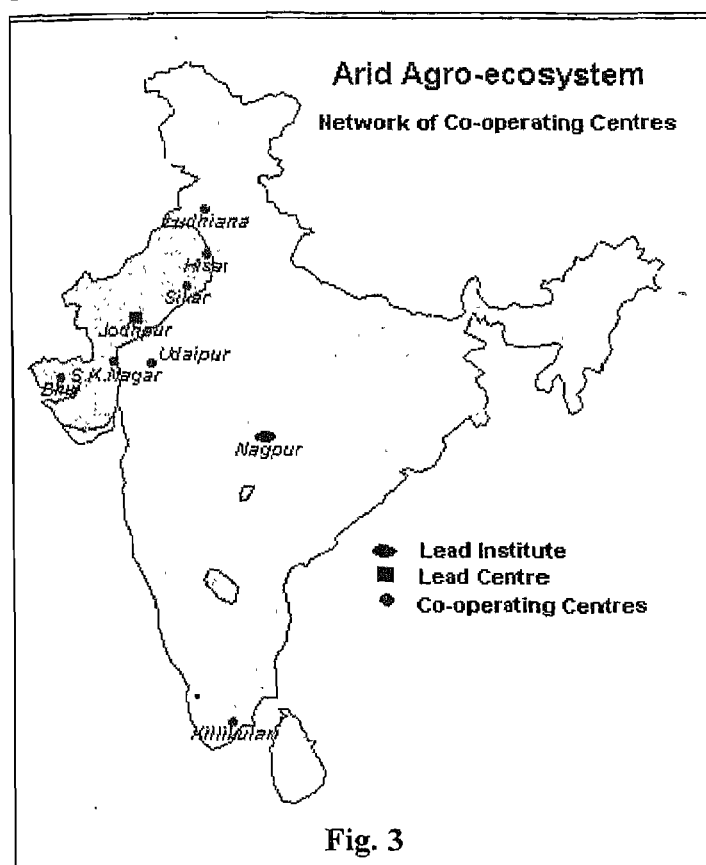 Arid Agro-ecosystem
Network of Co-operating Centres
Ludhiana
Hisar
Sikar
Jodhpur
Udaipur
S.K.Nagar
Bhuj
Nagpur
Lead Institute
Lead Centre
Co-operating Centres
Killikulam
Fig. 3